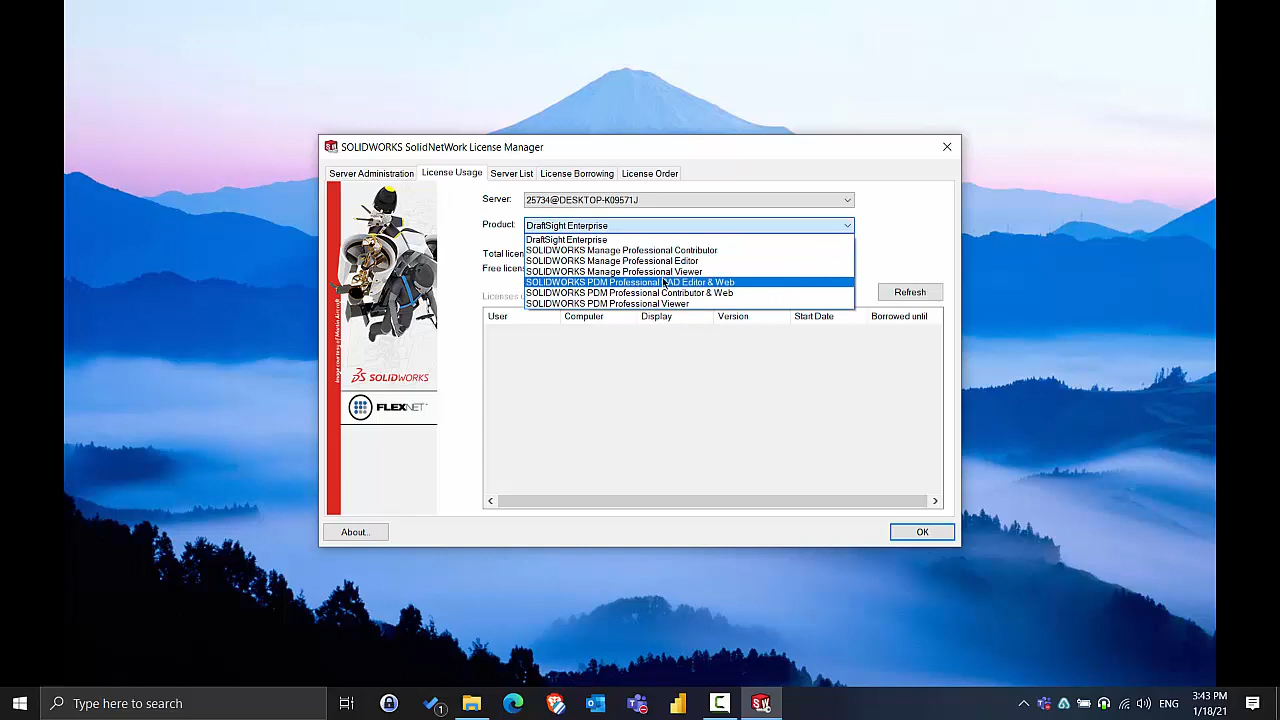 SOLIDWORKS SolidNetWork License Manager
Server Administration License Usage Server List License Borrowing License Order
Server: 25734@DESKTOP-K09571J
Product: DraftSight Enterprise
DraftSight Enterprise
SOLIDWORKS Manage Professional Contributor
Total licen
SOLIDWORKS Manage Professional Editor
Free licen
SOLIDWORKS Manage Professional Viewer
SOLIDWORKS PDM Professional AD Editor & Web
SOLIDWORKS PDM Professional Contributor & Web
SOLIDWORKS PDM Professional Viewer
Licenses
Refresh
User Computer Display Version Start Date Borrowed until
SOLIDWORKS
FLEXNET
About...
OK
Type here to search
1
ENG
3:43 PM
1/18/21